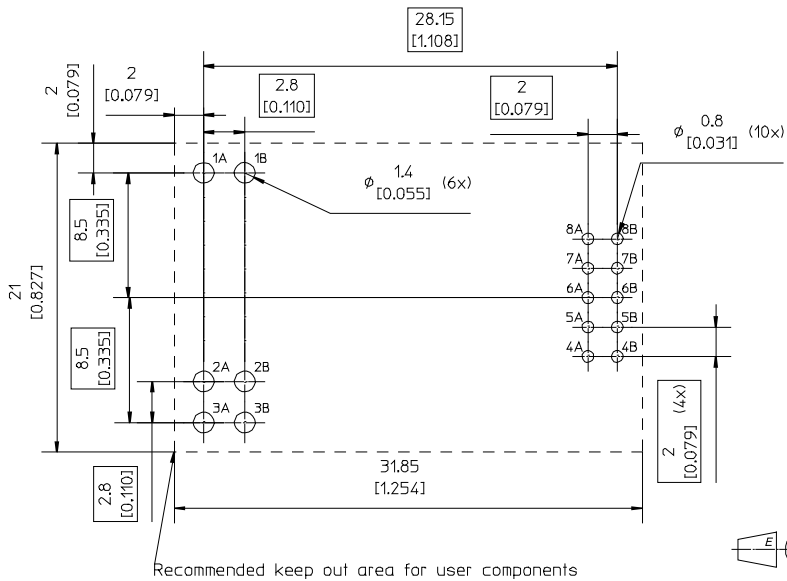 28.15
[1.108]
2
[0.079]
2
[0.079]
2.8
[0.110]
2
[0.079]
ø 0.8 [0.031] (10x)
1A 1B
ø 1.4 [0.055] (6x)
8.5
[0.335]
21
[0.827]
8A 8B
7A 7B
6A 6B
5A 5B
4A 4B
8.5
[0.335]
2A 2B
3A 3B
2 (4x)
[0.079]
2.8
[0.110]
31.85
[1.254]
E
Recommended keep out area for user components